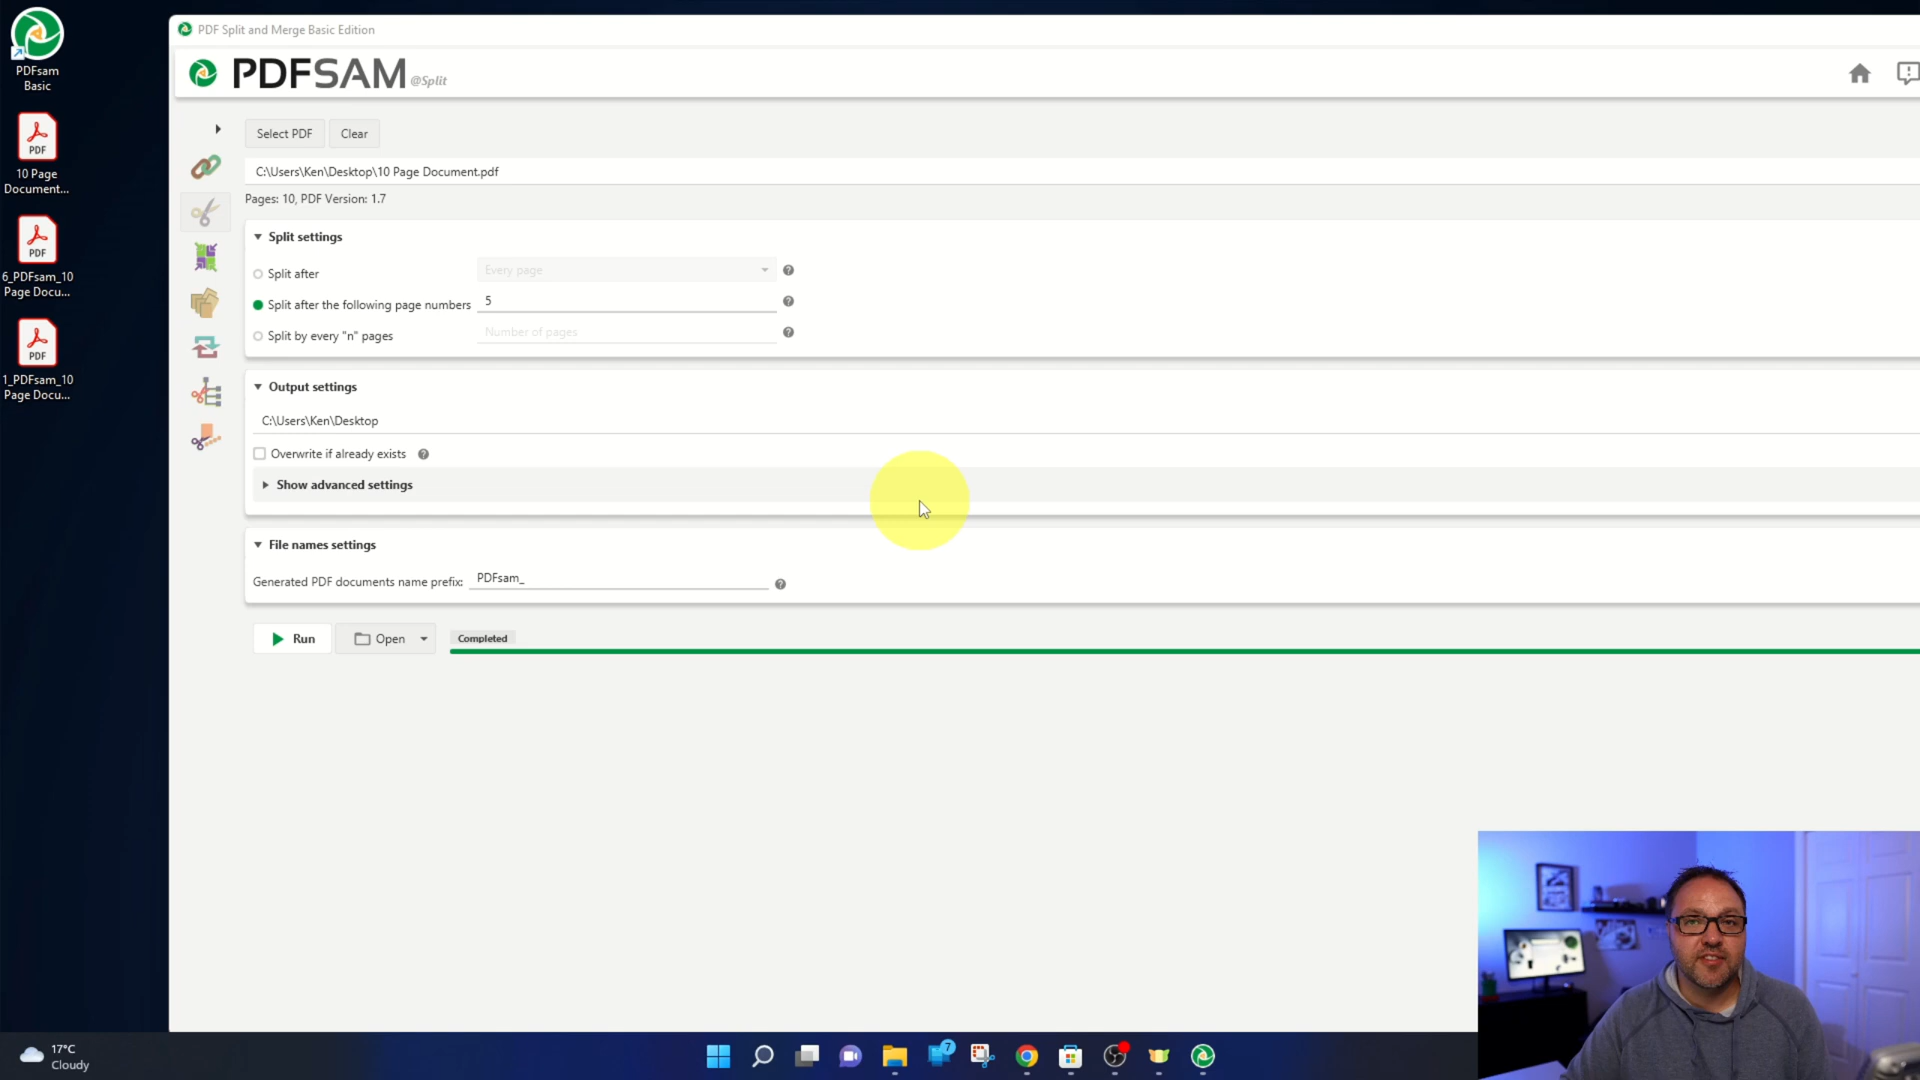 PDFsam
Basic
PDF
10 Page
Document...
PDF
6_PDFsam_10
Page Docu...
PDF
1_PDFsam_10
Page Docu...
PDF Split and Merge Basic Edition
PDFSAM @Split
Select PDF Clear
C:\Users\Ken\Desktop\10 Page Document.pdf
Pages: 10, PDF Version: 1.7
Split settings
Split after Every page
Split after the following page numbers 5
Split by every "n" pages Number of pages
Output settings
C:\Users\Ken\Desktop
Overwrite if already exists
Show advanced settings
File names settings
Generated PDF documents name prefix: PDFsam_
Run Open Completed
17°C
Cloudy
7